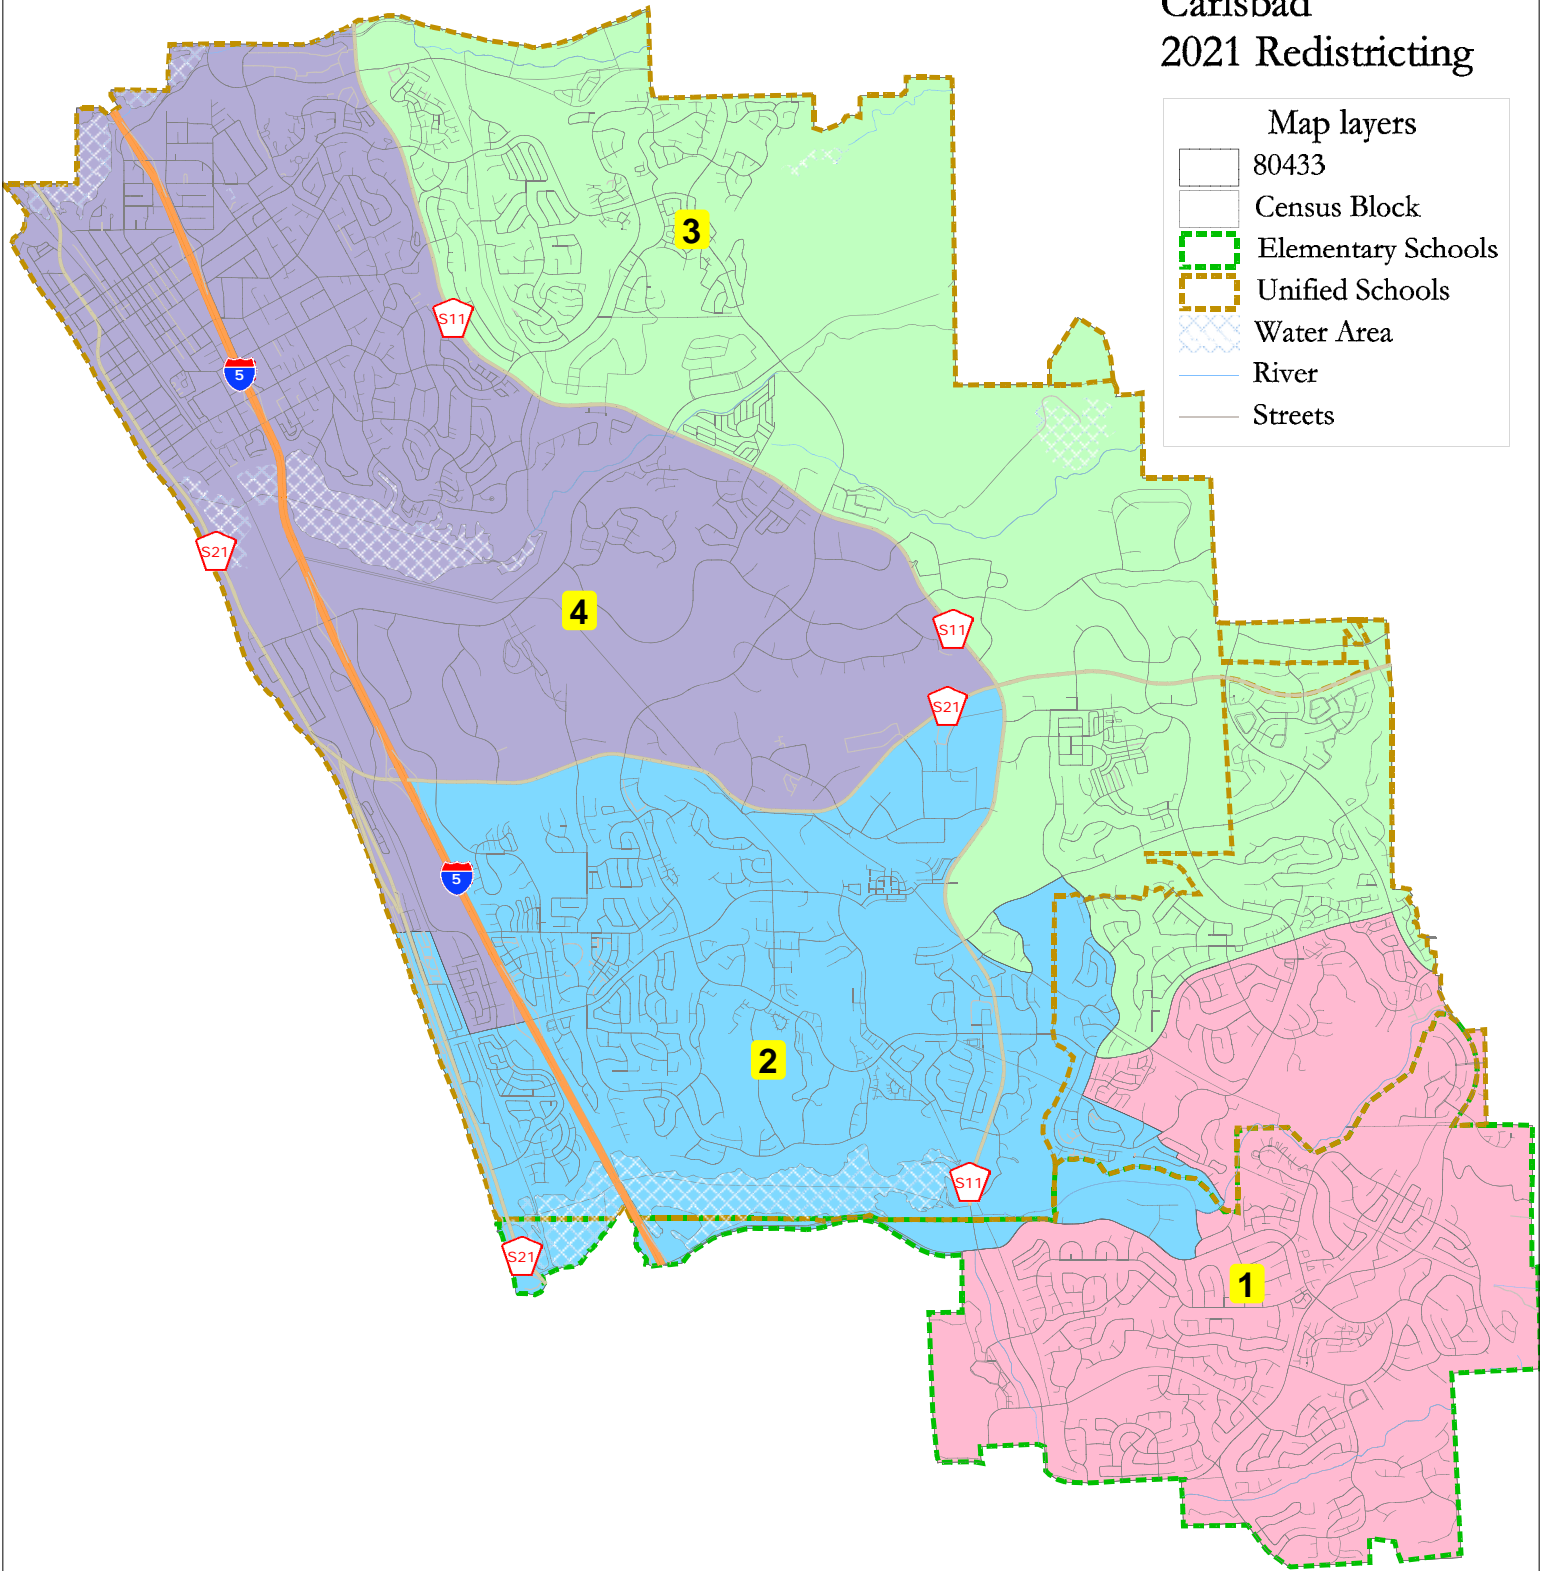 Carlsbad
2021 Redistricting
Map layers
80433
Census Block
Elementary Schools
Unified Schools
Water Area
River
Streets
3
S11
5
S21
4
S11
S21
5
2
S11
S21
1